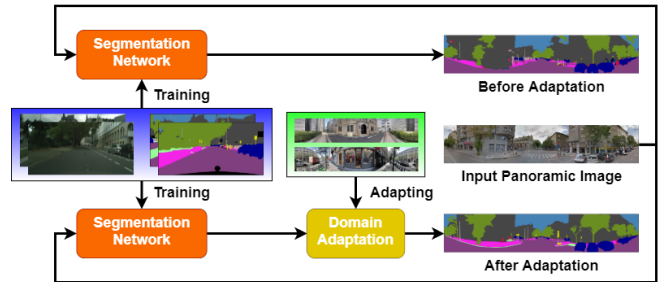 Segmentation
Network
Before Adaptation
Training
Input Panoramic Image
Training
Adapting
Segmentation
Network
Domain
Adaptation
After Adaptation